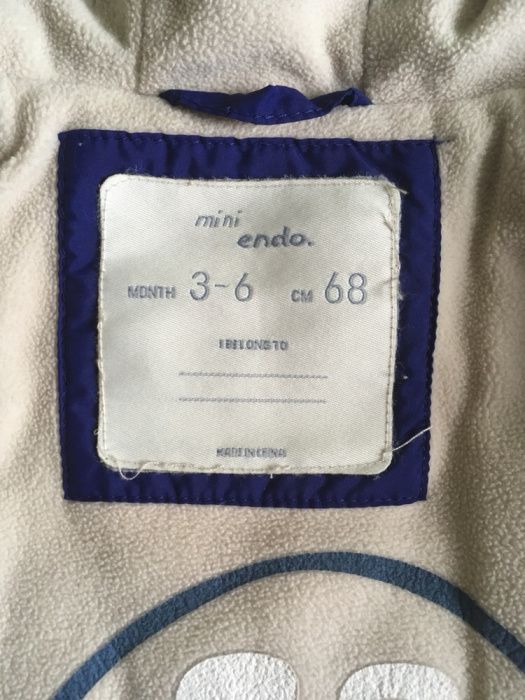 mini
endo.
MONTH 3-6 CM 68
I BELONG TO
MADE IN CHINA